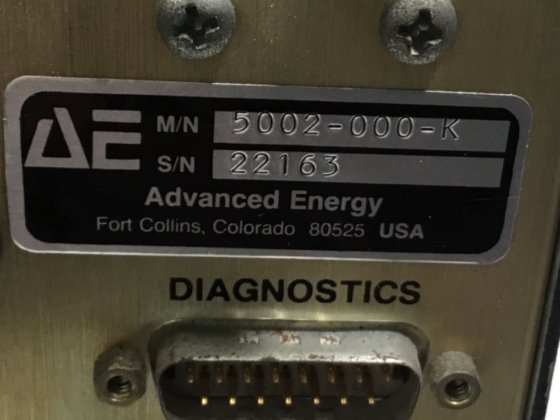 AE M/N 5002-000-K
S/N 22163
Advanced Energy
Fort Collins, Colorado 80525 USA
DIAGNOSTICS